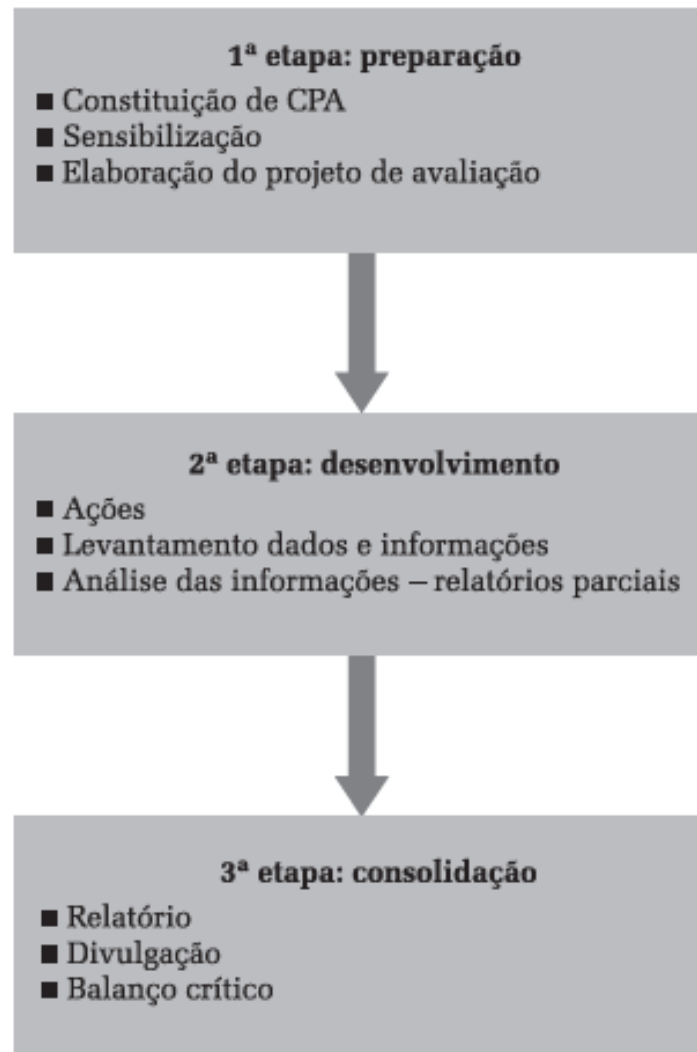 1ª etapa: preparação
■ Constituição de CPA
■ Sensibilização
■ Elaboração do projeto de avaliação
2ª etapa: desenvolvimento
■ Ações
■ Levantamento dados e informações
■ Análise das informações – relatórios parciais
3ª etapa: consolidação
■ Relatório
■ Divulgação
■ Balanço crítico